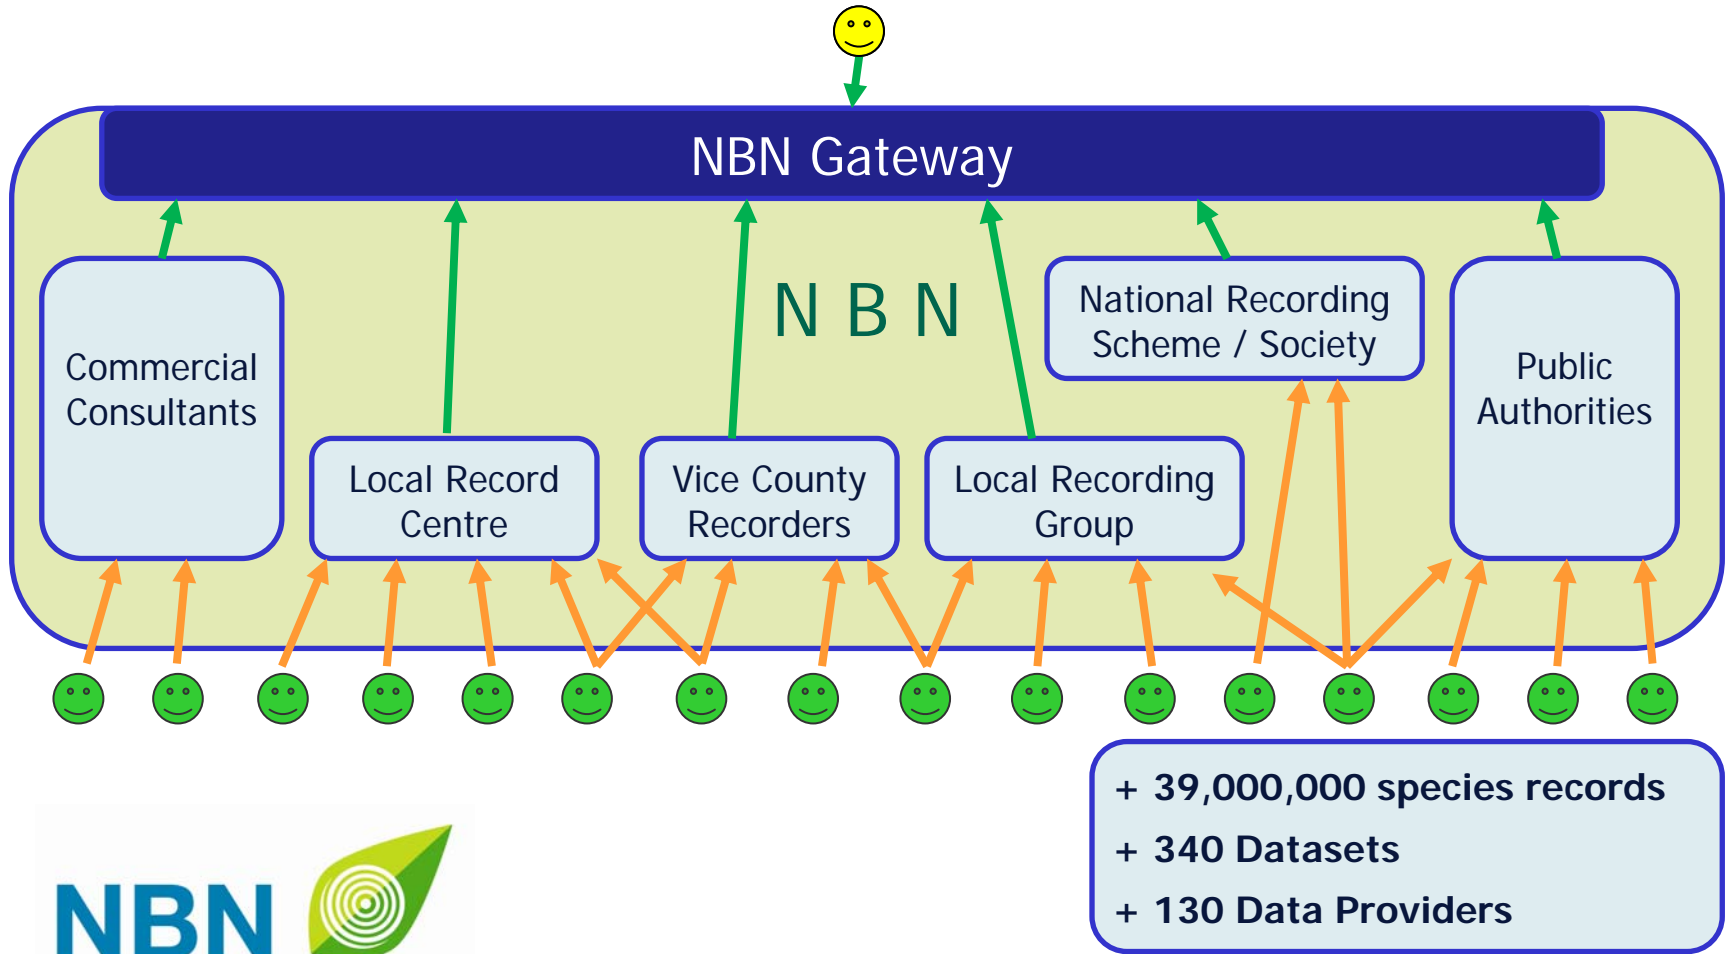 NBN Gateway
N B N
National Recording
Scheme / Society
Commercial
Consultants
Public
Authorities
Local Record
Centre
Vice County
Recorders
Local Recording
Group
+ 39,000,000 species records
+ 340 Datasets
+ 130 Data Providers
NBN